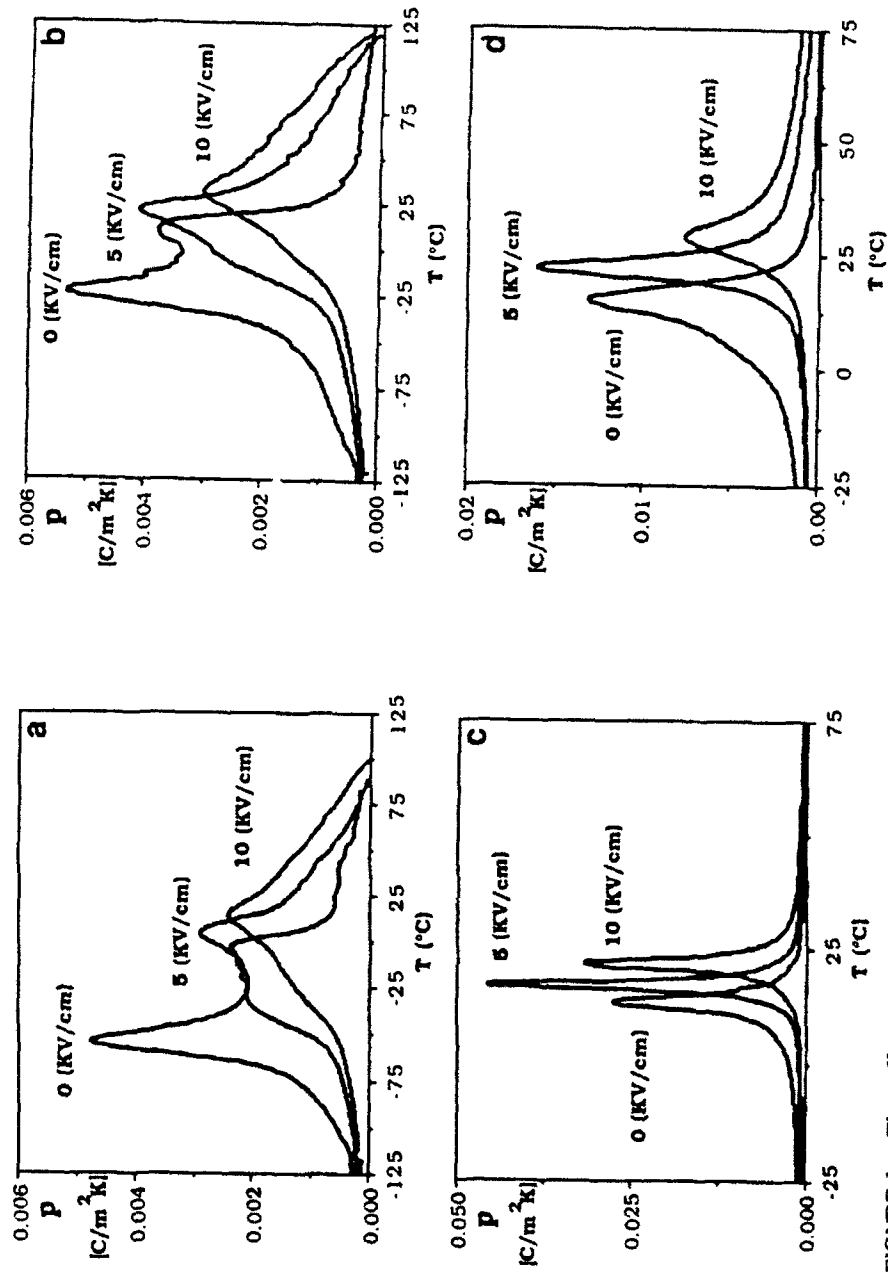 a
0.006
p
[C/m²K]
0.004
0.002
0.000
0 (KV/cm)
5 (KV/cm)
10 (KV/cm)
-125 -75 -25 25 75 125
T (°C)
b
0.006
p
[C/m²K]
0.004
0.002
0.000
0 (KV/cm)
5 (KV/cm)
10 (KV/cm)
-125 -75 -25 25 75 125
T (°C)
c
0.050
p
[C/m²K]
0.025
0.000
5 (KV/cm)
10 (KV/cm)
0 (KV/cm)
-25 25 75
T (°C)
d
0.02
p
[C/m²K]
0.01
0.00
5 (KV/cm)
0 (KV/cm)
10 (KV/cm)
-25 0 25 50 75
T (°C)